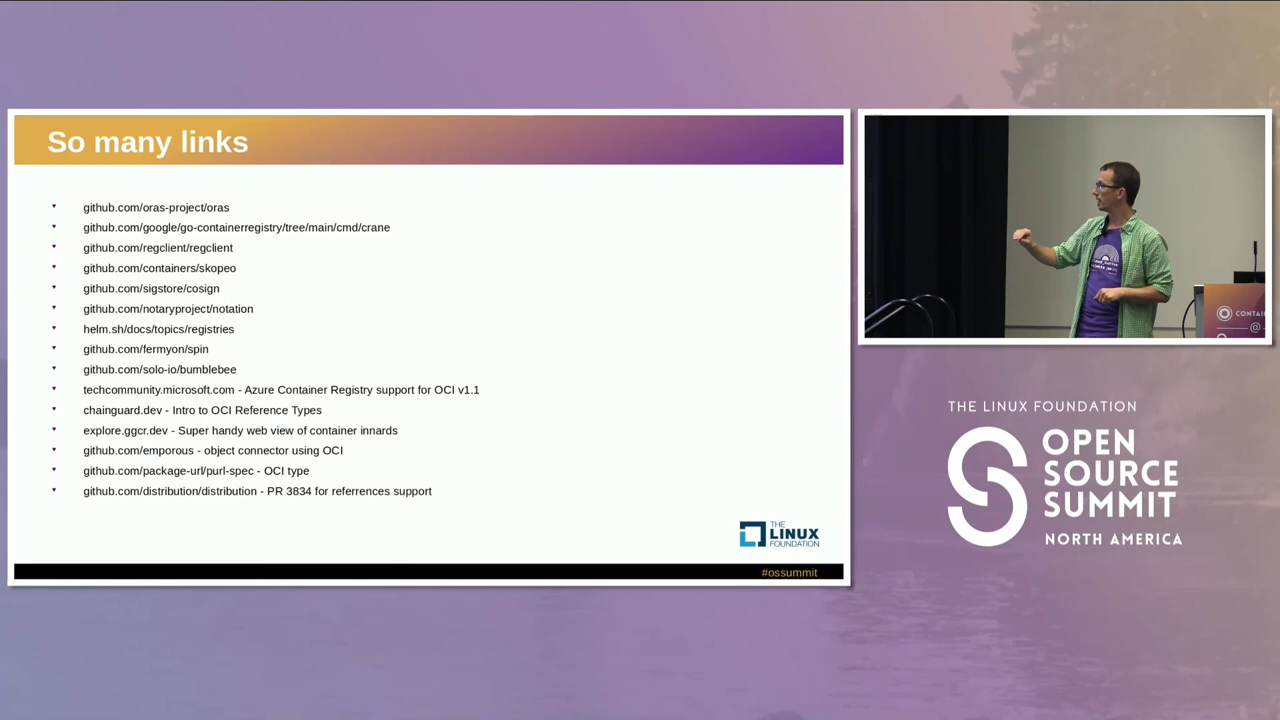 So many links
github.com/oras-project/oras
github.com/google/go-containerregistry/tree/main/cmd/crane
github.com/regclient/regclient
github.com/containers/skopeo
github.com/sigstore/cosign
github.com/notaryproject/notation
helm.sh/docs/topics/registries
github.com/fermyon/spin
github.com/solo-io/bumblebee
techcommunity.microsoft.com - Azure Container Registry support for OCI v1.1
chainguard.dev - Intro to OCI Reference Types
explore.ggcr.dev - Super handy web view of container innards
github.com/emporous - object connector using OCI
github.com/package-url/purl-spec - OCI type
github.com/distribution/distribution - PR 3834 for referrences support
THE
LINUX
FOUNDATION
#ossummit
CONTAI
@
THE LINUX FOUNDATION
OPEN
SOURCE
SUMMIT
NORTH AMERICA